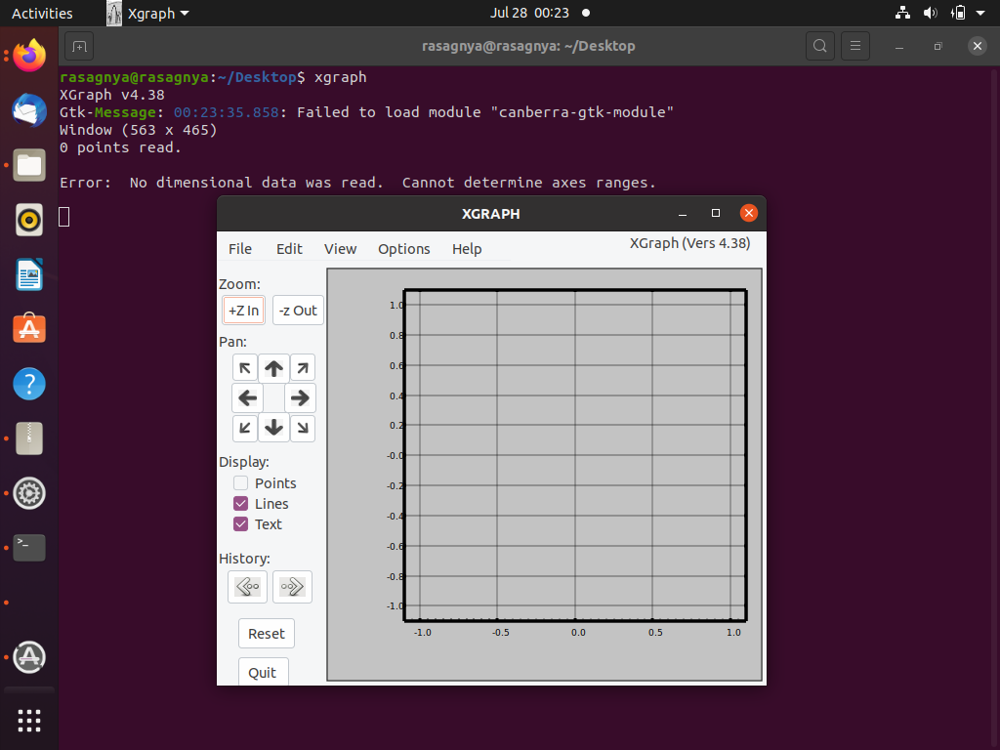 Activities
Xgraph
Jul 28 00:23
rasagnya@rasagnya: ~/Desktop
rasagnya@rasagnya:~/Desktop$ xgraph
XGraph v4.38
Gtk-Message: 00:23:35.858: Failed to load module "canberra-gtk-module"
Window (563 x 465)
0 points read.
Error:  No dimensional data was read.  Cannot determine axes ranges.
XGRAPH
File
Edit
View
Options
Help
XGraph (Vers 4.38)
Zoom:
+Z In
-z Out
Pan:
Display:
Points
Lines
Text
History:
Reset
Quit
1.0
0.8
0.6
0.4
0.2
-0.0
-0.2
-0.4
-0.6
-0.8
-1.0
-1.0
-0.5
0.0
0.5
1.0